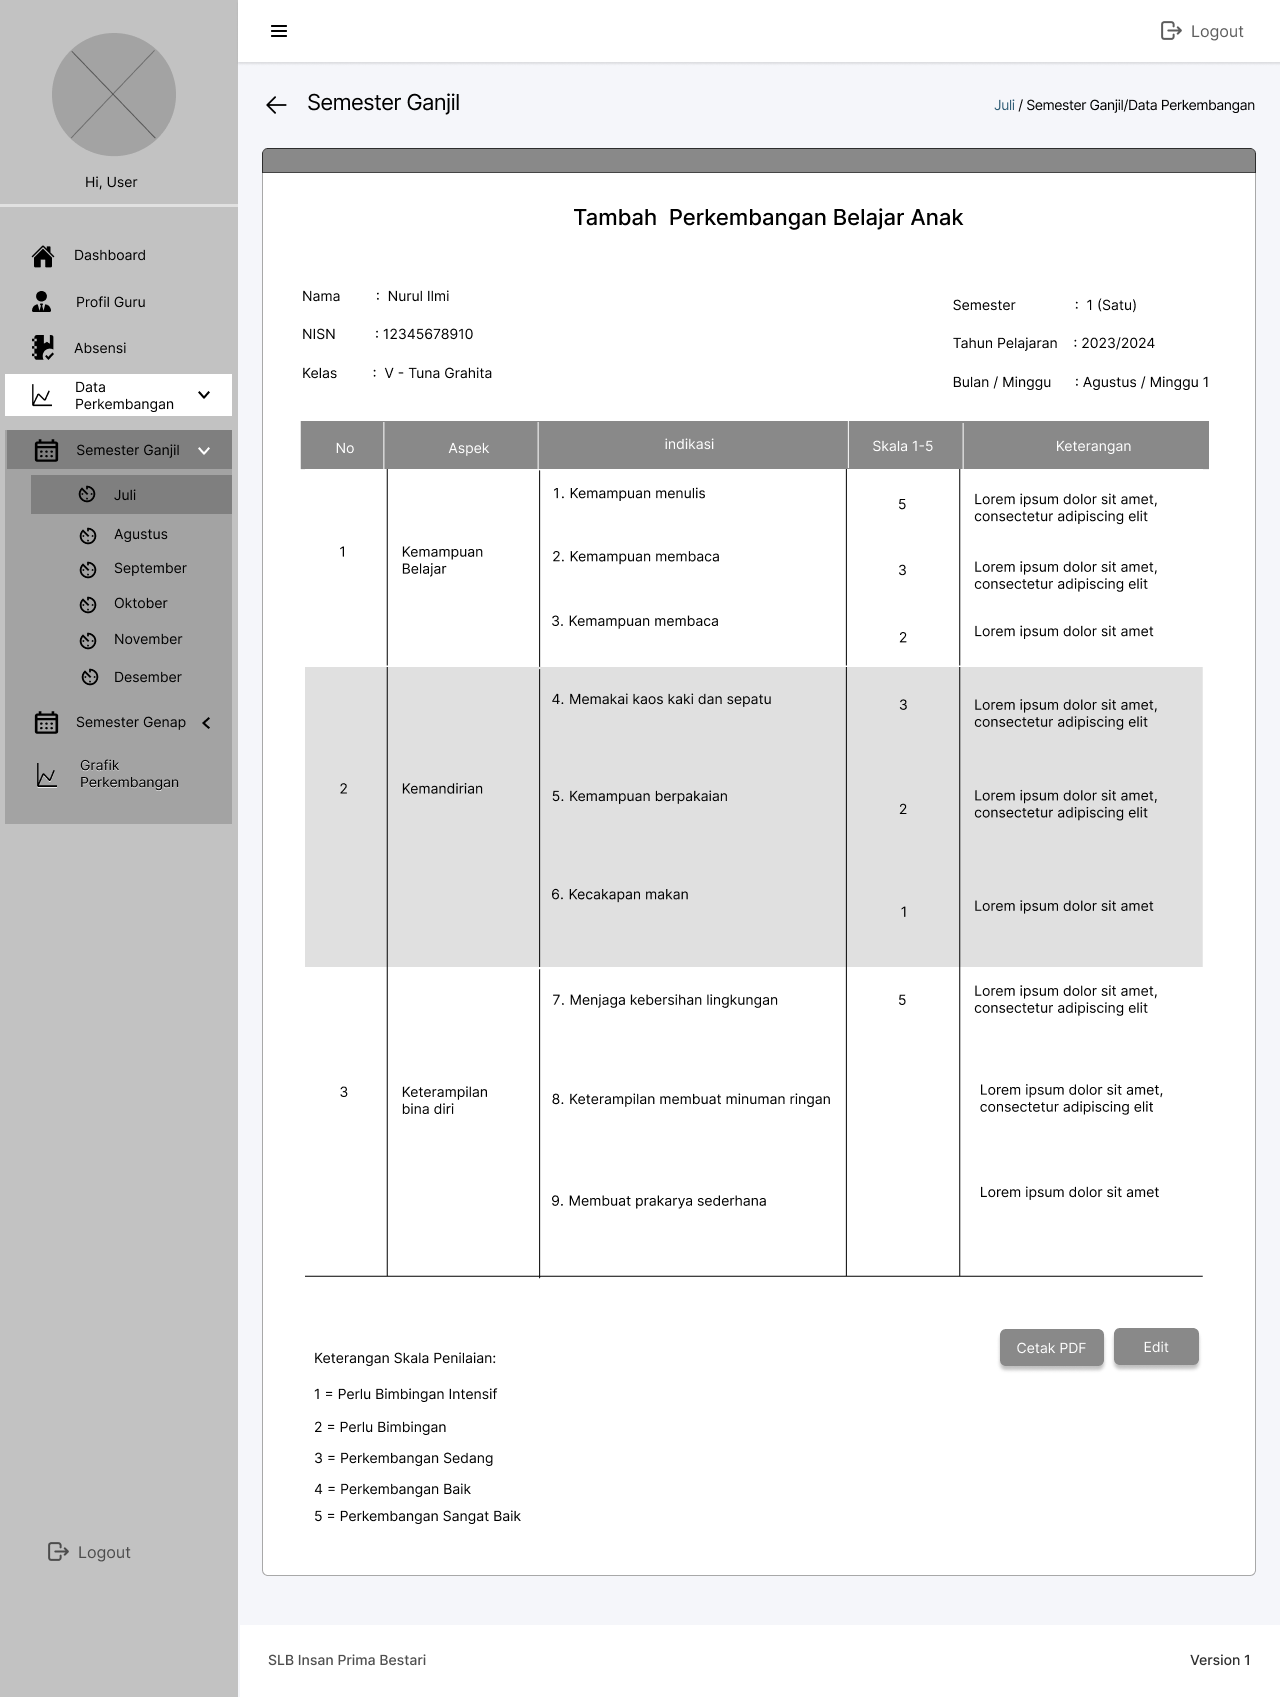 Logout
Hi, User
Dashboard
Profil Guru
Absensi
Data
Perkembangan
Semester Ganjil
Juli
Agustus
September
Oktober
November
Desember
Semester Genap
Grafik
Perkembangan
Logout
Semester Ganjil
Juli / Semester Ganjil/Data Perkembangan
Tambah  Perkembangan Belajar Anak
Nama : Nurul Ilmi
NISN : 12345678910
Kelas : V - Tuna Grahita
Semester : 1 (Satu)
Tahun Pelajaran : 2023/2024
Bulan / Minggu : Agustus / Minggu 1
No Aspek indikasi Skala 1-5 Keterangan
1
Kemampuan
Belajar
1. Kemampuan menulis
5
Lorem ipsum dolor sit amet,
consectetur adipiscing elit
2. Kemampuan membaca
3
Lorem ipsum dolor sit amet,
consectetur adipiscing elit
3. Kemampuan membaca
2
Lorem ipsum dolor sit amet
2
Kemandirian
4. Memakai kaos kaki dan sepatu
3
Lorem ipsum dolor sit amet,
consectetur adipiscing elit
5. Kemampuan berpakaian
2
Lorem ipsum dolor sit amet,
consectetur adipiscing elit
6. Kecakapan makan
1
Lorem ipsum dolor sit amet
3
Keterampilan
bina diri
7. Menjaga kebersihan lingkungan
5
Lorem ipsum dolor sit amet,
consectetur adipiscing elit
8. Keterampilan membuat minuman ringan
Lorem ipsum dolor sit amet,
consectetur adipiscing elit
9. Membuat prakarya sederhana
Lorem ipsum dolor sit amet
Cetak PDF
Edit
Keterangan Skala Penilaian:
1 = Perlu Bimbingan Intensif
2 = Perlu Bimbingan
3 = Perkembangan Sedang
4 = Perkembangan Baik
5 = Perkembangan Sangat Baik
SLB Insan Prima Bestari
Version 1